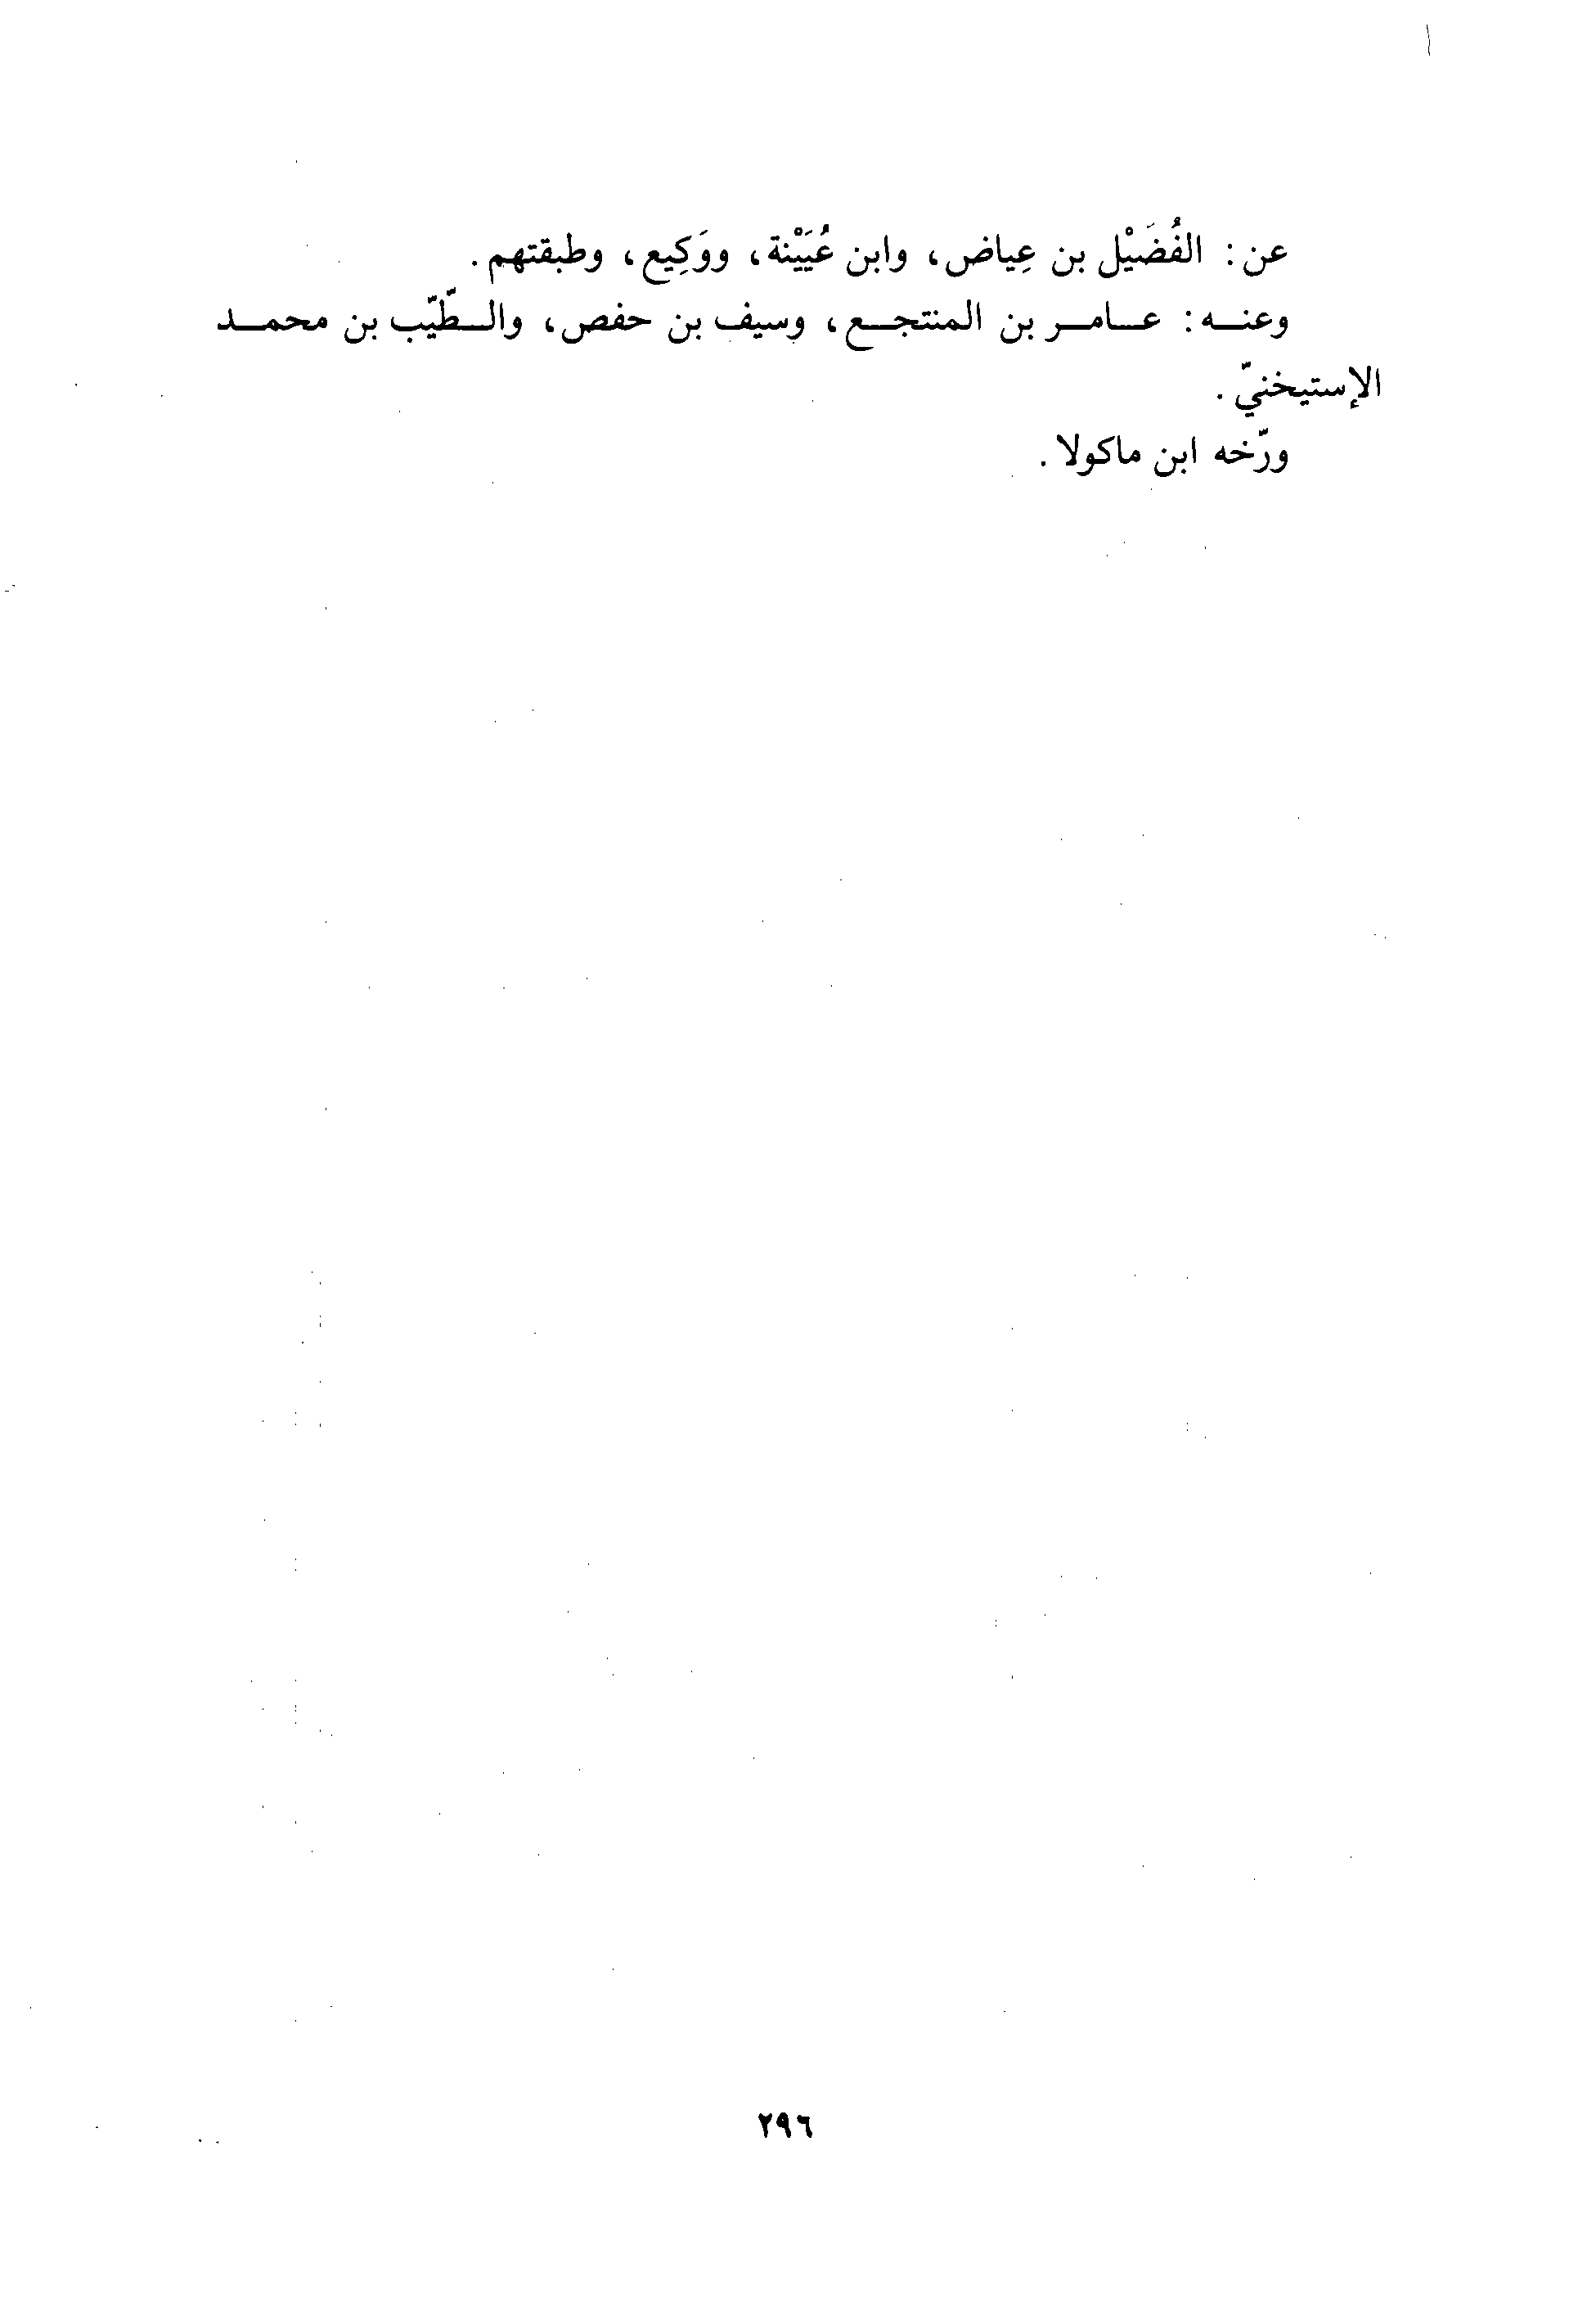 عن: الفُضَيْل بن عِياض، وابن عُيَيْنة، ووَكِيع، وطبقتهم.
وعنه: عامر بن المنتجع، وسيف بن حفص، والطّيّب بن محمد
الإستيخنيّ.
ورّخه ابن ماكولا.
٢٩٦